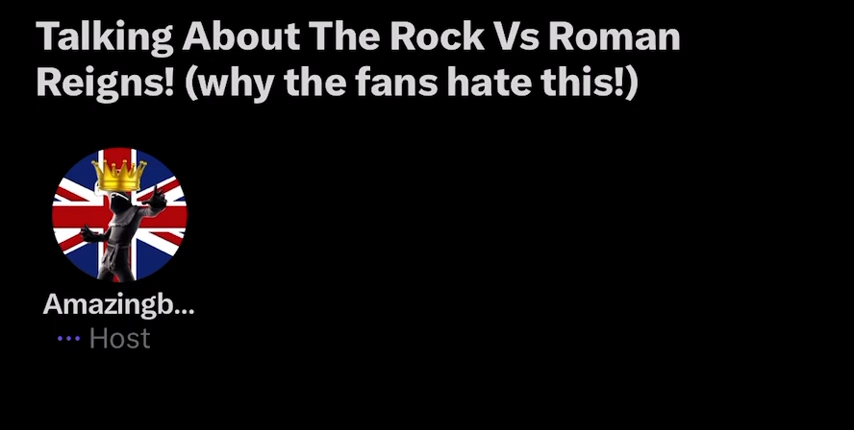 Talking About The Rock Vs Roman
Reigns! (why the fans hate this!)
Amazingb...
••• Host